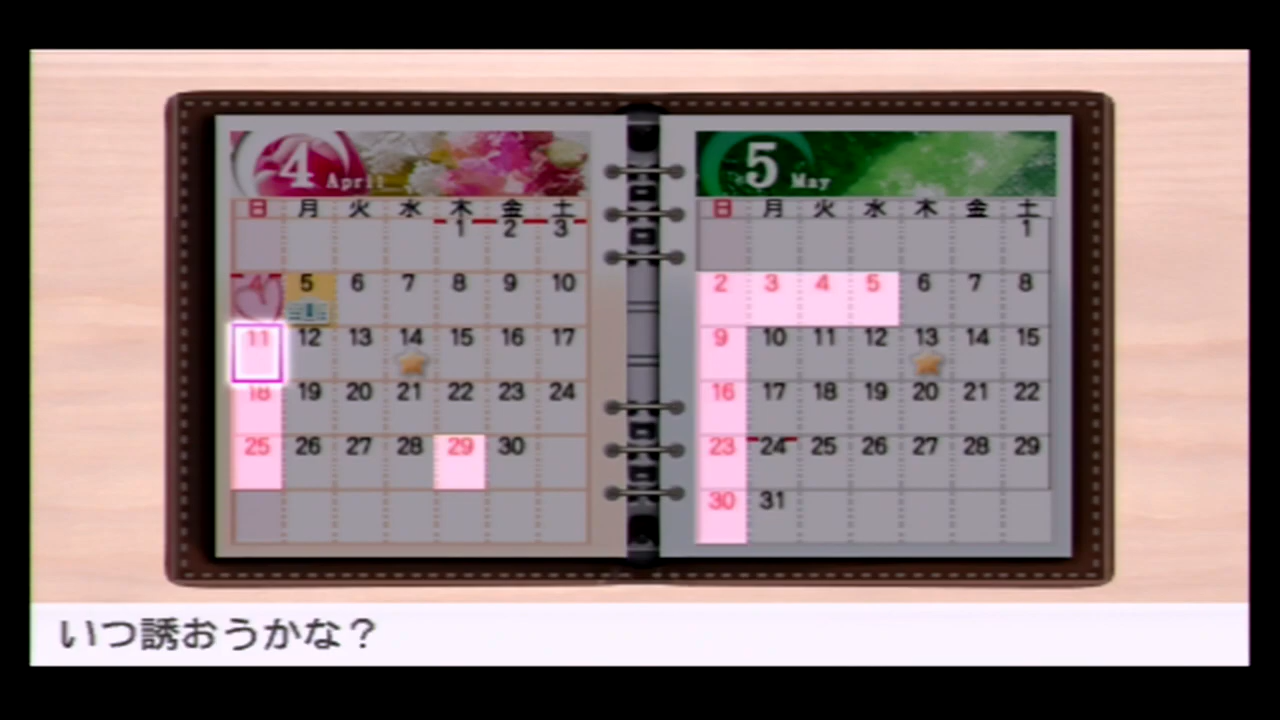 4 April
日 月 火 水 木 金 土
1 2 3
4 5 6 7 8 9 10
11 12 13 14 15 16 17
18 19 20 21 22 23 24
25 26 27 28 29 30
5 May
日 月 火 水 木 金 土
1
2 3 4 5 6 7 8
9 10 11 12 13 14 15
16 17 18 19 20 21 22
23 24 25 26 27 28 29
30 31
いつ誘おうかな？